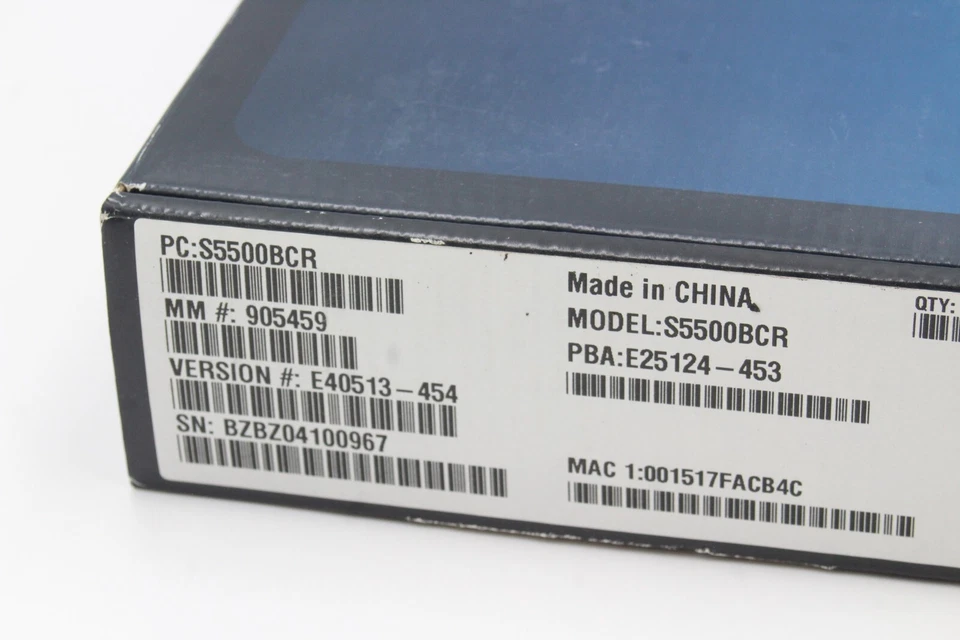 PC:S5500BCR
MM #: 905459
VERSION #: E40513-454
SN: BZBZ04100967
Made in CHINA
MODEL:S5500BCR
PBA:E25124-453
MAC 1:001517FACB4C
QTY: